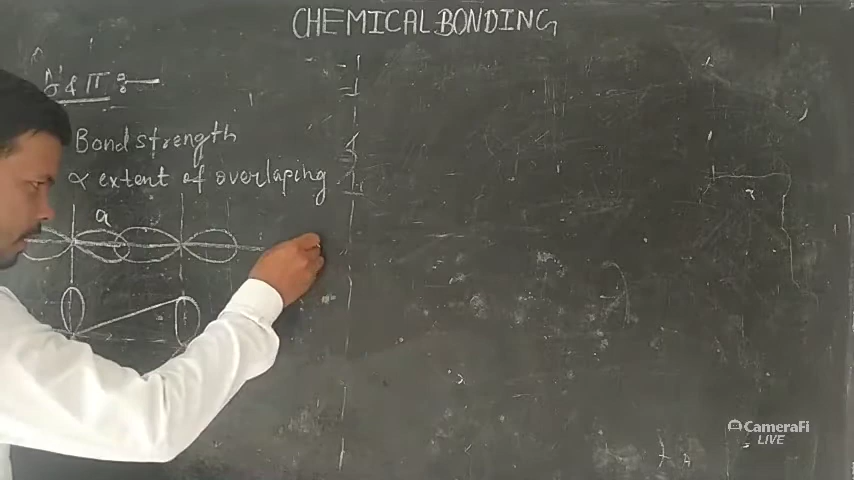 CHEMICAL BONDING
σ & π :—
Bond strength
∝ extent of overlaping
a
CameraFi
LIVE